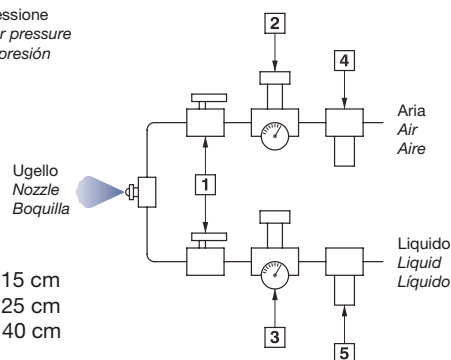 essione
r pressure
presión
2
4
Aria
Air
Aire
Ugello
Nozzle
Boquilla
1
Liquido
Liquid
Líquido
15 cm
25 cm
40 cm
3
5